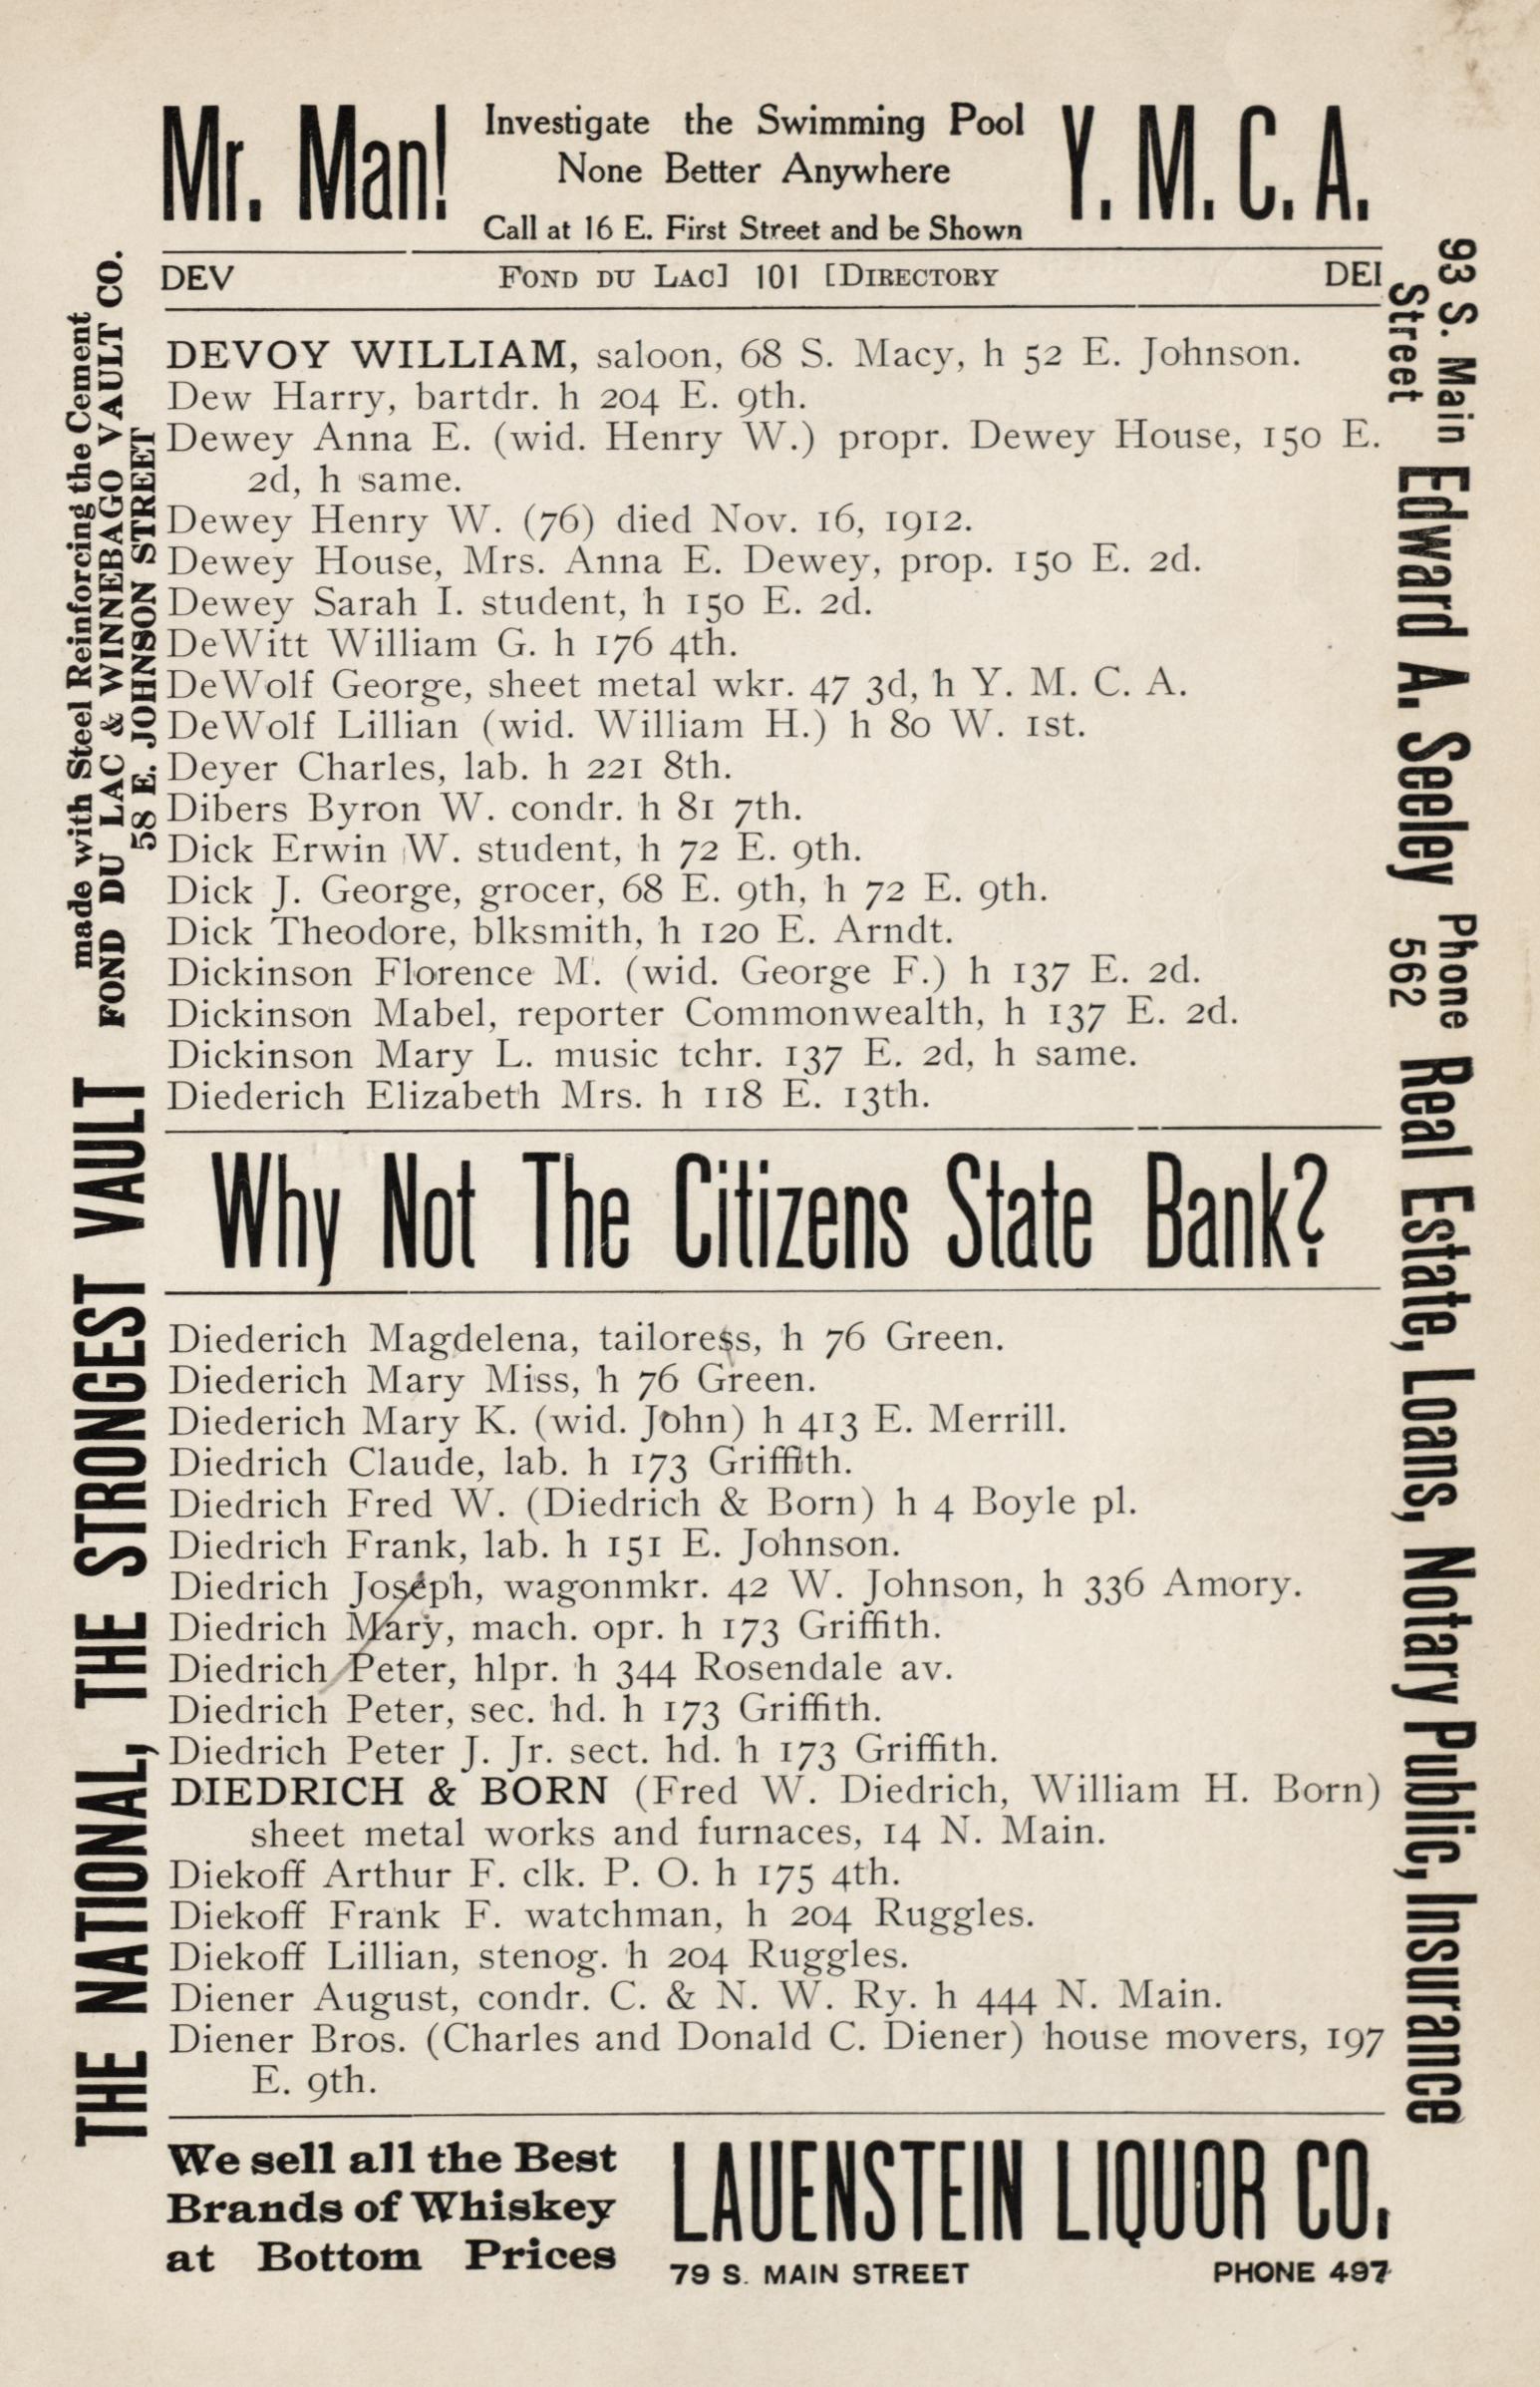 Mr. Man!
Investigate the Swimming Pool
None Better Anywhere
Call at 16 E. First Street and be Shown
Y. M. C. A.
DEV FOND DU LAC] 101 [DIRECTORY DEI
DEVOY WILLIAM, saloon, 68 S. Macy, h 52 E. Johnson.
Dew Harry, bartdr. h 204 E. 9th.
Dewey Anna E. (wid. Henry W.) propr. Dewey House, 150 E.
2d, h same.
Dewey Henry W. (76) died Nov. 16, 1912.
Dewey House, Mrs. Anna E. Dewey, prop. 150 E. 2d.
Dewey Sarah I. student, h 150 E. 2d.
DeWitt William G. h 176 4th.
DeWolf George, sheet metal wkr. 47 3d, h Y. M. C. A.
DeWolf Lillian (wid. William H.) h 80 W. 1st.
Deyer Charles, lab. h 221 8th.
Dibers Byron W. condr. h 81 7th.
Dick Erwin W. student, h 72 E. 9th.
Dick J. George, grocer, 68 E. 9th, h 72 E. 9th.
Dick Theodore, blksmith, h 120 E. Arndt.
Dickinson Florence M. (wid. George F.) h 137 E. 2d.
Dickinson Mabel, reporter Commonwealth, h 137 E. 2d.
Dickinson Mary L. music tchr. 137 E. 2d, h same.
Diederich Elizabeth Mrs. h 118 E. 13th.
Why Not The Citizens State Bank?
Diederich Magdelena, tailoress, h 76 Green.
Diederich Mary Miss, h 76 Green.
Diederich Mary K. (wid. John) h 413 E. Merrill.
Diedrich Claude, lab. h 173 Griffith.
Diedrich Fred W. (Diedrich & Born) h 4 Boyle pl.
Diedrich Frank, lab. h 151 E. Johnson.
Diedrich Joseph, wagonmkr. 42 W. Johnson, h 336 Amory.
Diedrich Mary, mach. opr. h 173 Griffith.
Diedrich Peter, hlpr. h 344 Rosendale av.
Diedrich Peter, sec. hd. h 173 Griffith.
Diedrich Peter J. Jr. sect. hd. h 173 Griffith.
DIEDRICH & BORN (Fred W. Diedrich, William H. Born)
sheet metal works and furnaces, 14 N. Main.
Diekoff Arthur F. clk. P. O. h 175 4th.
Diekoff Frank F. watchman, h 204 Ruggles.
Diekoff Lillian, stenog. h 204 Ruggles.
Diener August, condr. C. & N. W. Ry. h 444 N. Main.
Diener Bros. (Charles and Donald C. Diener) house movers, 197
E. 9th.
We sell all the Best
Brands of Whiskey
at Bottom Prices
LAUENSTEIN LIQUOR CO.
79 S. MAIN STREET PHONE 497
THE NATIONAL, THE STRONGEST VAULT
made with Steel Reinforcing the Cement
FOND DU LAC & WINNEBAGO VAULT CO.
58 E. JOHNSON STREET
93 S. Main
Street
Edward A. Seeley
Phone
562
Real Estate, Loans, Notary Public, Insurance